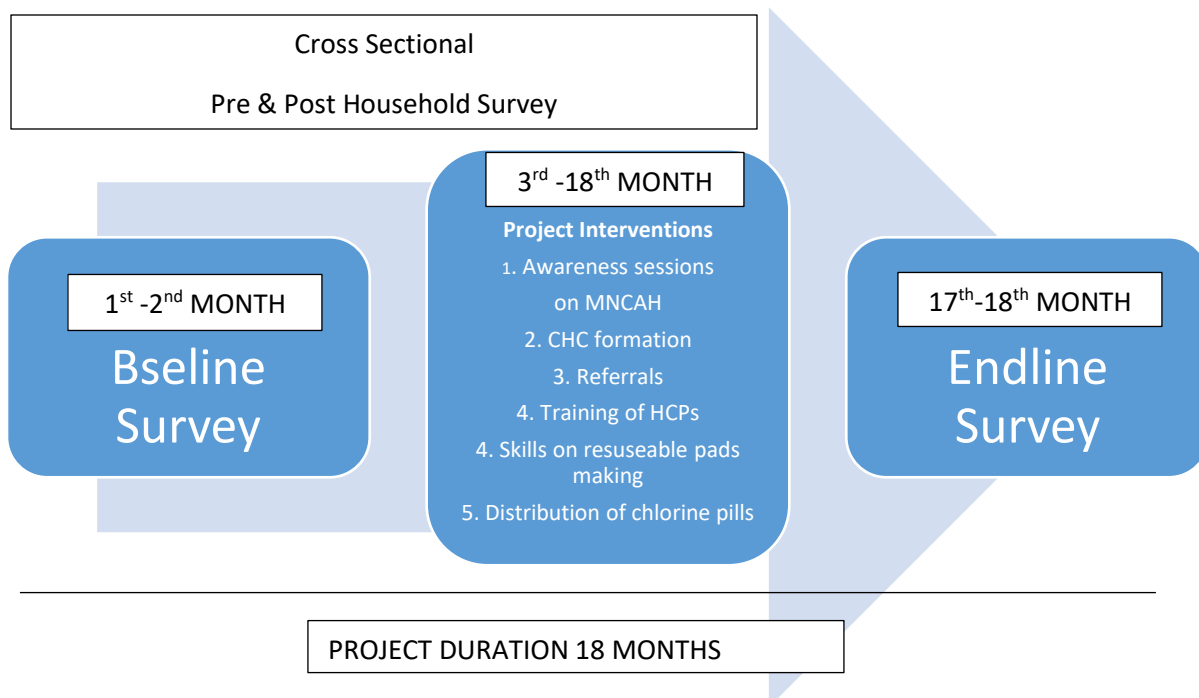 Cross Sectional
Pre & Post Household Survey
1st -2nd MONTH
Bseline
Survey
3rd -18th MONTH
Project Interventions
1. Awareness sessions
on MNCAH
2. CHC formation
3. Referrals
4. Training of HCPs
4. Skills on resuseable pads
making
5. Distribution of chlorine pills
17th-18th MONTH
Endline
Survey
PROJECT DURATION 18 MONTHS